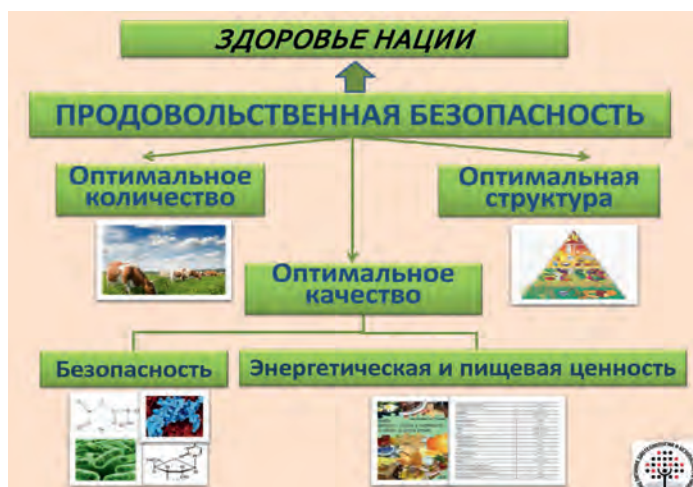 ЗДОРОВЬЕ НАЦИИ
ПРОДОВОЛЬСТВЕННАЯ БЕЗОПАСНОСТЬ
Оптимальное
количество
Оптимальная
структура
Оптимальное
качество
Безопасность
Энергетическая и пищевая ценность